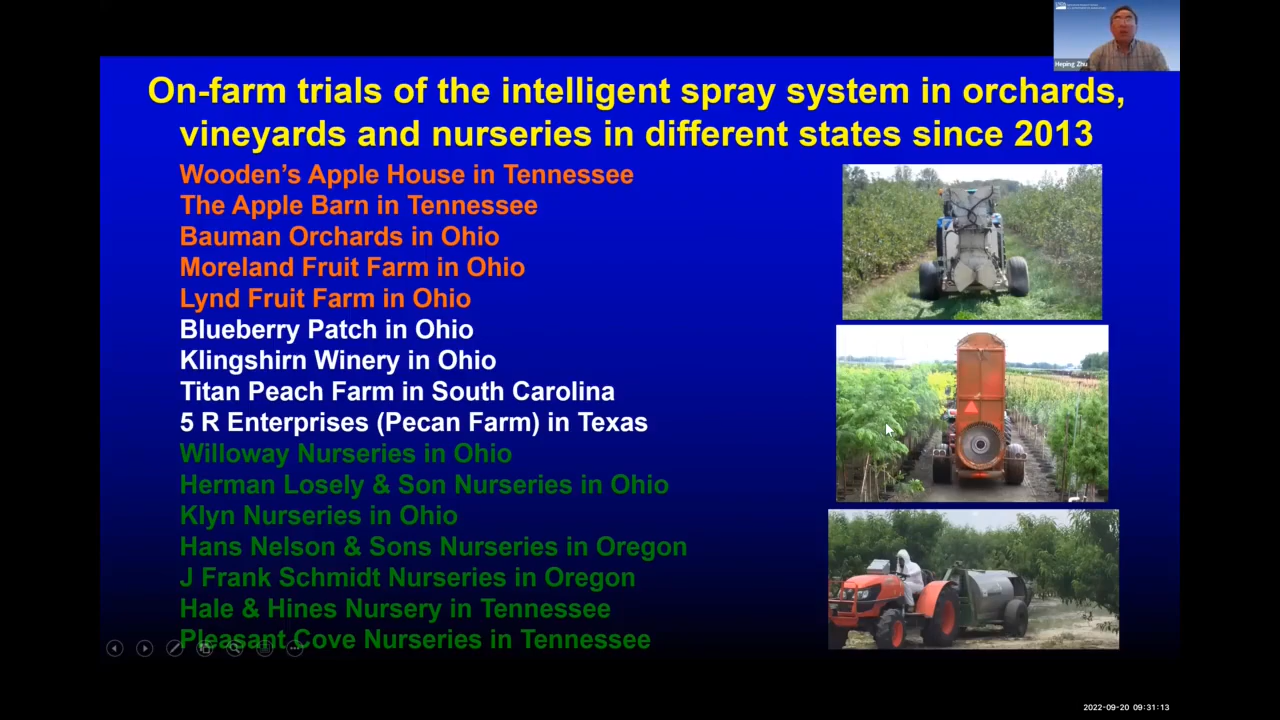 On-farm trials of the intelligent spray system in orchards,
vineyards and nurseries in different states since 2013
Wooden's Apple House in Tennessee
The Apple Barn in Tennessee
Bauman Orchards in Ohio
Moreland Fruit Farm in Ohio
Lynd Fruit Farm in Ohio
Blueberry Patch in Ohio
Klingshirn Winery in Ohio
Titan Peach Farm in South Carolina
5 R Enterprises (Pecan Farm) in Texas
Willoway Nurseries in Ohio
Herman Losely & Son Nurseries in Ohio
Klyn Nurseries in Ohio
Hans Nelson & Sons Nurseries in Oregon
J Frank Schmidt Nurseries in Oregon
Hale & Hines Nursery in Tennessee
Pleasant Cove Nurseries in Tennessee
Heping Zhu
2022-09-20 09:31:13